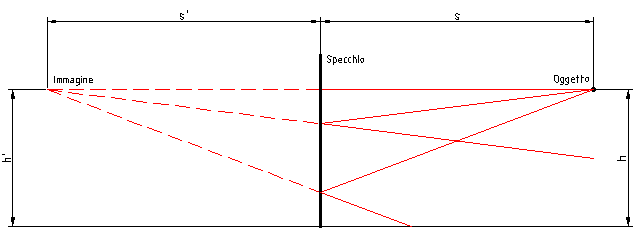 s'
s
Specchio
Immagine
Oggetto
h'
h